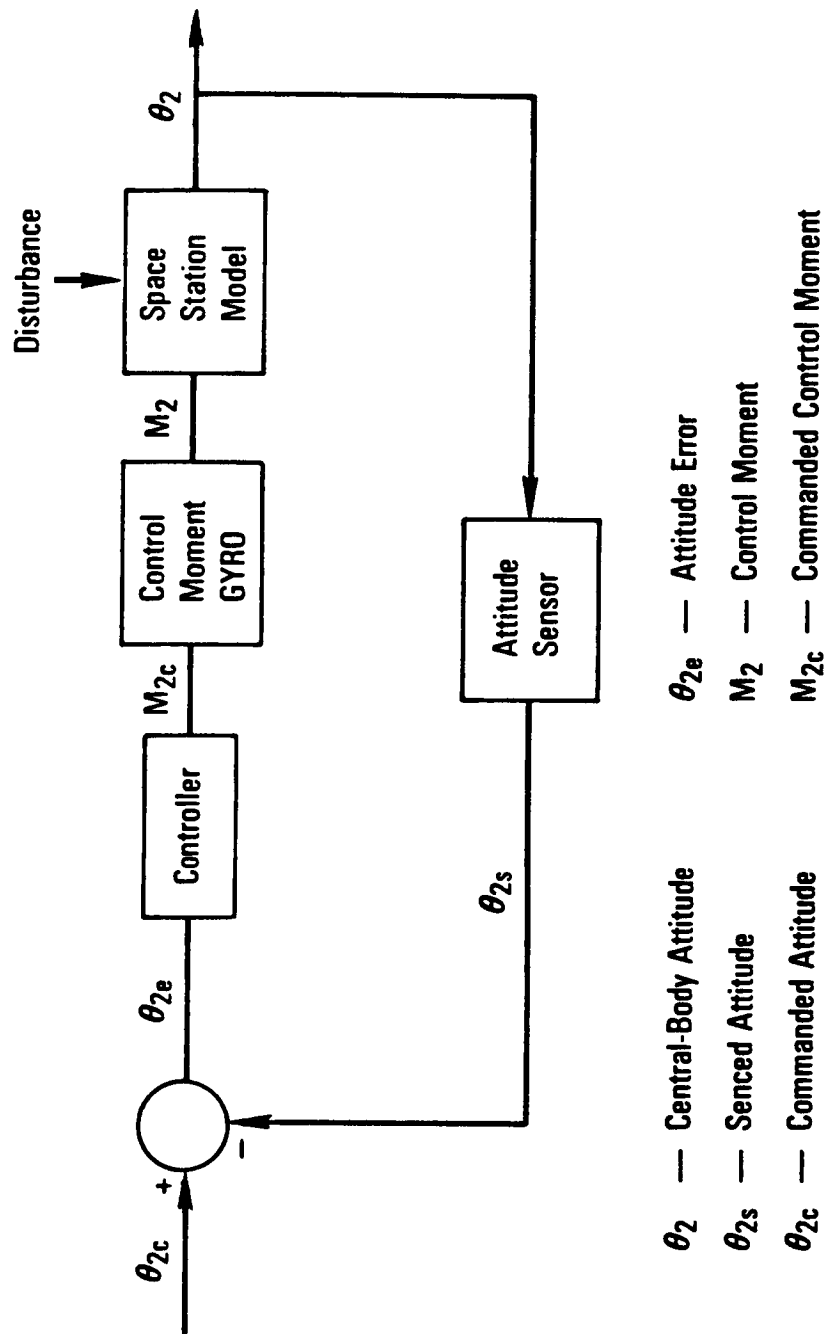 Disturbance
θ2c
+
-
θ2e
Controller
M2c
Control
Moment
GYRO
M2
Space
Station
Model
θ2
θ2s
Attitude
Sensor
θ2 — Central-Body Attitude
θ2s — Senced Attitude
θ2c — Commanded Attitude
θ2e — Attitude Error
M2 — Control Moment
M2c — Commanded Contrtol Moment